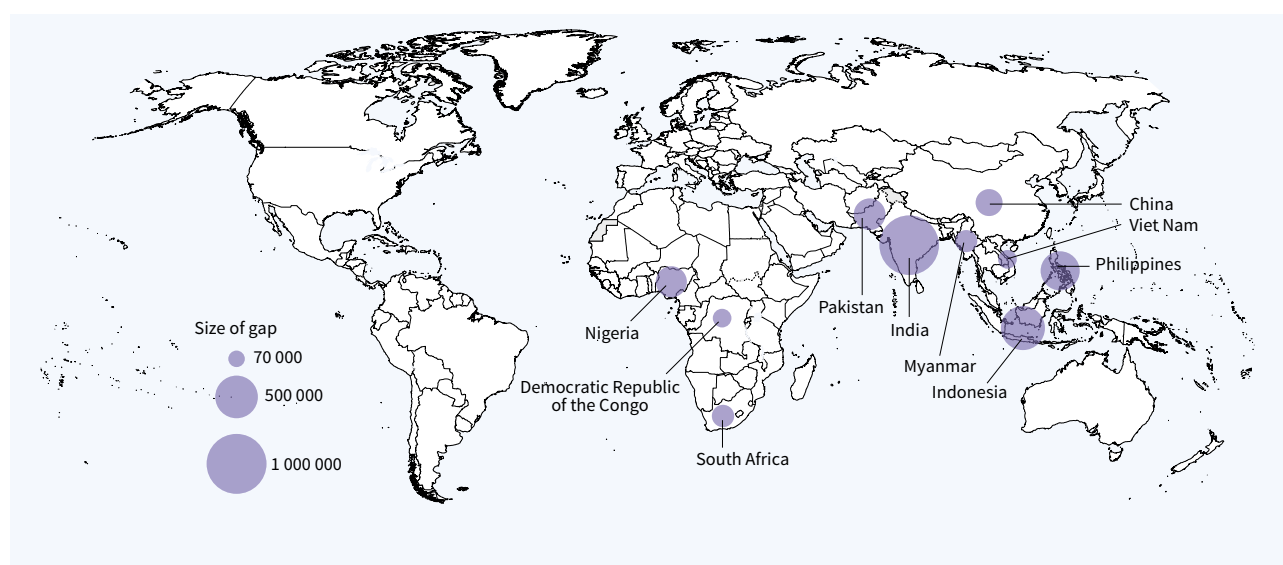 China
Viet Nam
Philippines
Pakistan
India
Nigeria
Size of gap
70 000
500 000
1 000 000
Myanmar
Indonesia
Democratic Republic
of the Congo
South Africa